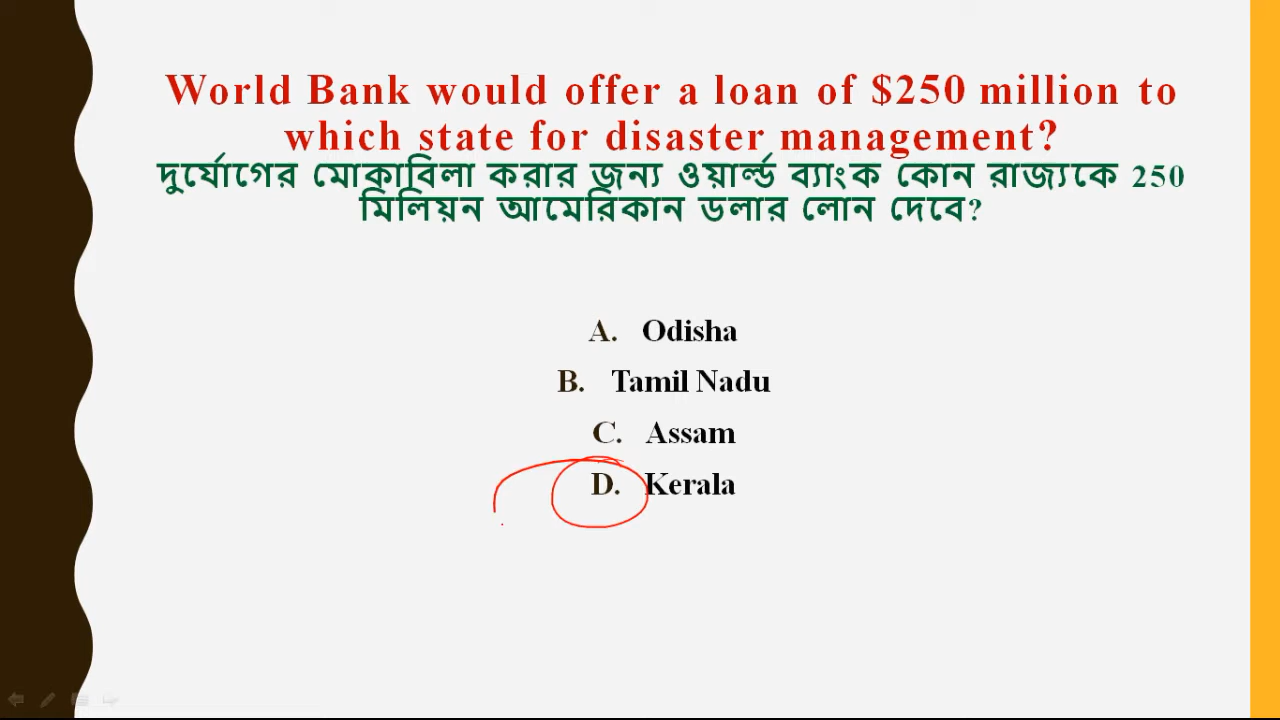 World Bank would offer a loan of $250 million to
which state for disaster management?
দুর্যোগের মোকাবিলা করার জন্য ওয়ার্ল্ড ব্যাংক কোন রাজ্যকে 250
মিলিয়ন আমেরিকান ডলার লোন দেবে?
A. Odisha
B. Tamil Nadu
C. Assam
D. Kerala